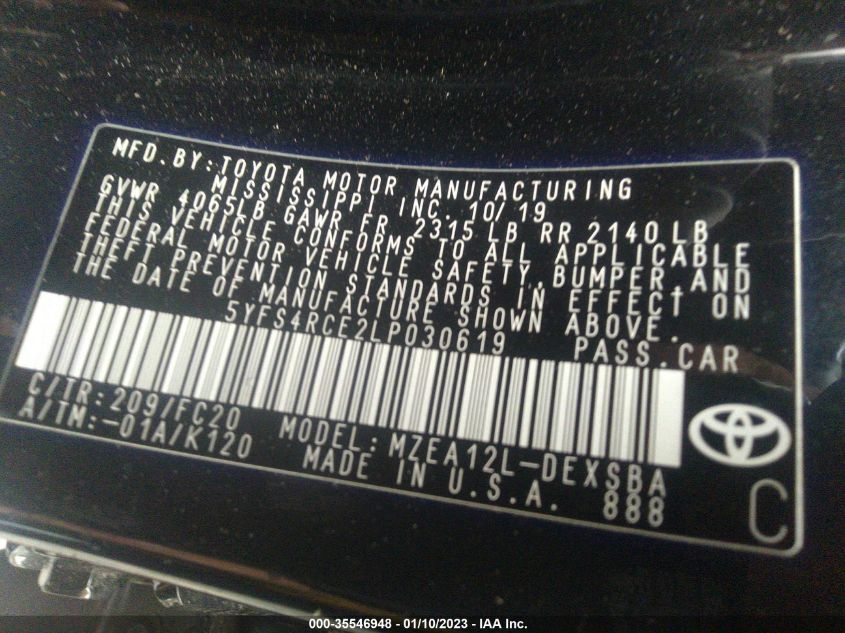 MFD. BY: TOYOTA MOTOR MANUFACTURING
MISSISSIPPI INC. 10/19
GVWR 4065LB GAWR FR 2315 LB RR 2140 LB
THIS VEHICLE CONFORMS TO ALL APPLICABLE
FEDERAL MOTOR VEHICLE SAFETY, BUMPER, AND
THEFT PREVENTION STANDARDS IN EFFECT ON
THE DATE OF MANUFACTURE SHOWN ABOVE.
5YFS4RCE2LP030619 PASS. CAR
C/TR: 209/FC20 MODEL: MZEA12L-DEXSBA
A/TM: -01A/K120 MADE IN U.S.A. 888
C
000-35546948 - 01/10/2023 - IAA Inc.